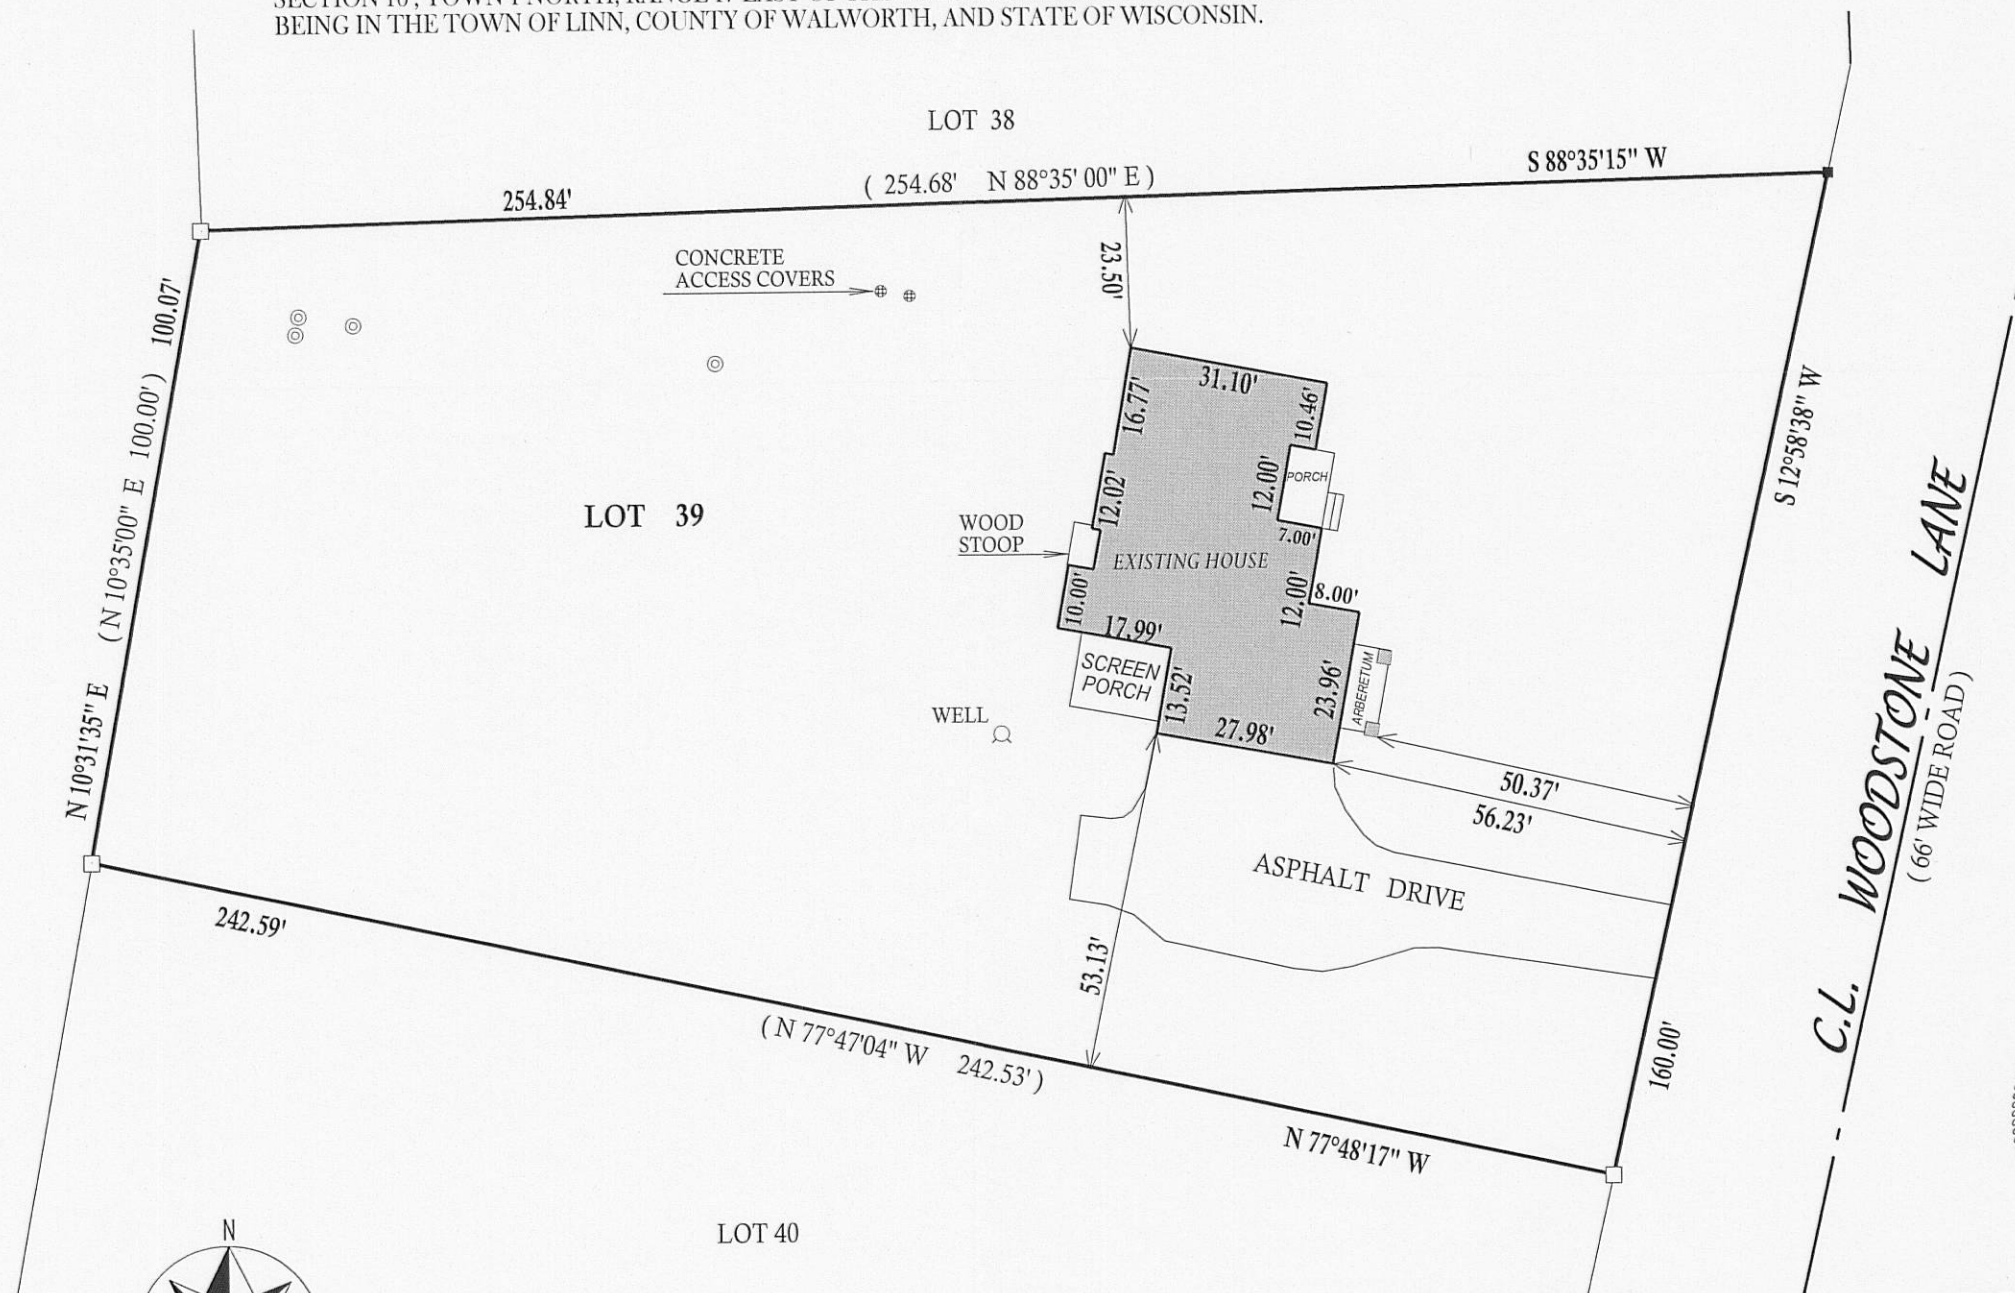 BEING IN THE TOWN OF LINN, COUNTY OF WALWORTH, AND STATE OF WISCONSIN.
LOT 38
S 88°35'15" W
( 254.68' N 88°35' 00" E )
254.84'
CONCRETE
ACCESS COVERS
23.50'
100.07'
( N 10°35'00" E 100.00' )
N 10°31'35" E
31.10'
16.77'
10.46'
PORCH
12.00'
12.02'
7.00'
LOT 39
WOOD
STOOP
EXISTING HOUSE
10.00'
12.00'
8.00'
17.99'
SCREEN
PORCH
13.52'
23.96'
ARBERETUM
27.98'
WELL
S 12°58'38" W
50.37'
56.23'
ASPHALT DRIVE
C.L. WOODSTONE LANE
( 66' WIDE ROAD )
53.13'
242.59'
( N 77°47'04" W 242.53' )
160.00'
N 77°48'17" W
LOT 40
N